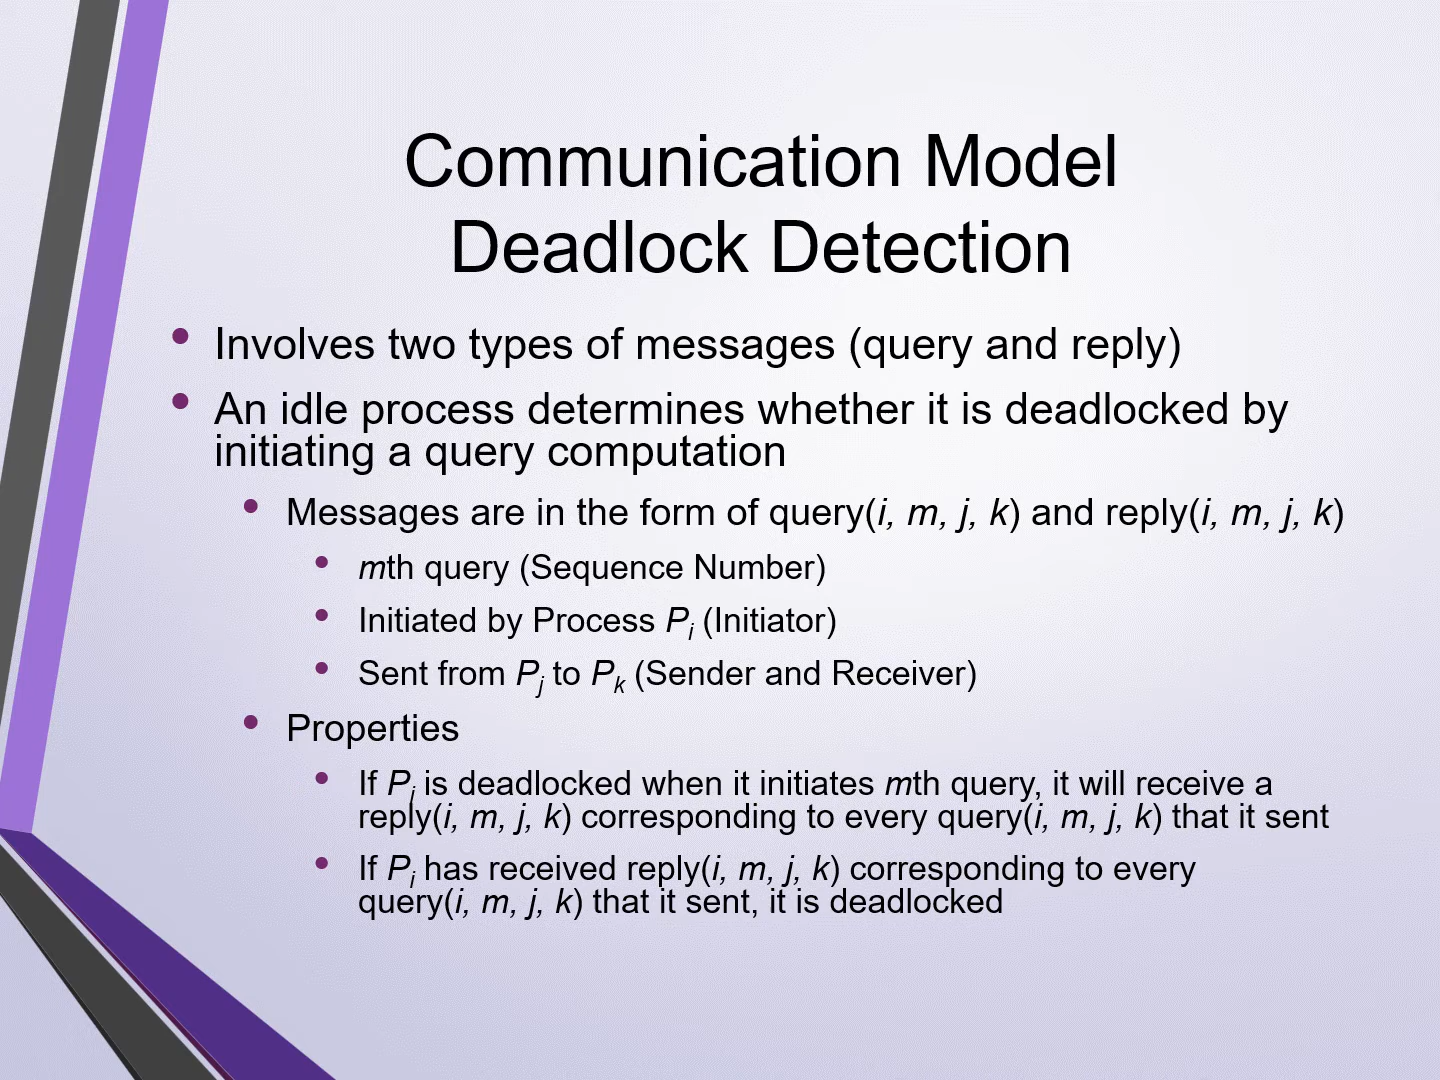 Communication Model
Deadlock Detection
• Involves two types of messages (query and reply)
• An idle process determines whether it is deadlocked by
initiating a query computation
• Messages are in the form of query(i, m, j, k) and reply(i, m, j, k)
• mth query (Sequence Number)
• Initiated by Process Pi (Initiator)
• Sent from Pj to Pk (Sender and Receiver)
• Properties
• If Pi is deadlocked when it initiates mth query, it will receive a
reply(i, m, j, k) corresponding to every query(i, m, j, k) that it sent
• If Pi has received reply(i, m, j, k) corresponding to every
query(i, m, j, k) that it sent, it is deadlocked